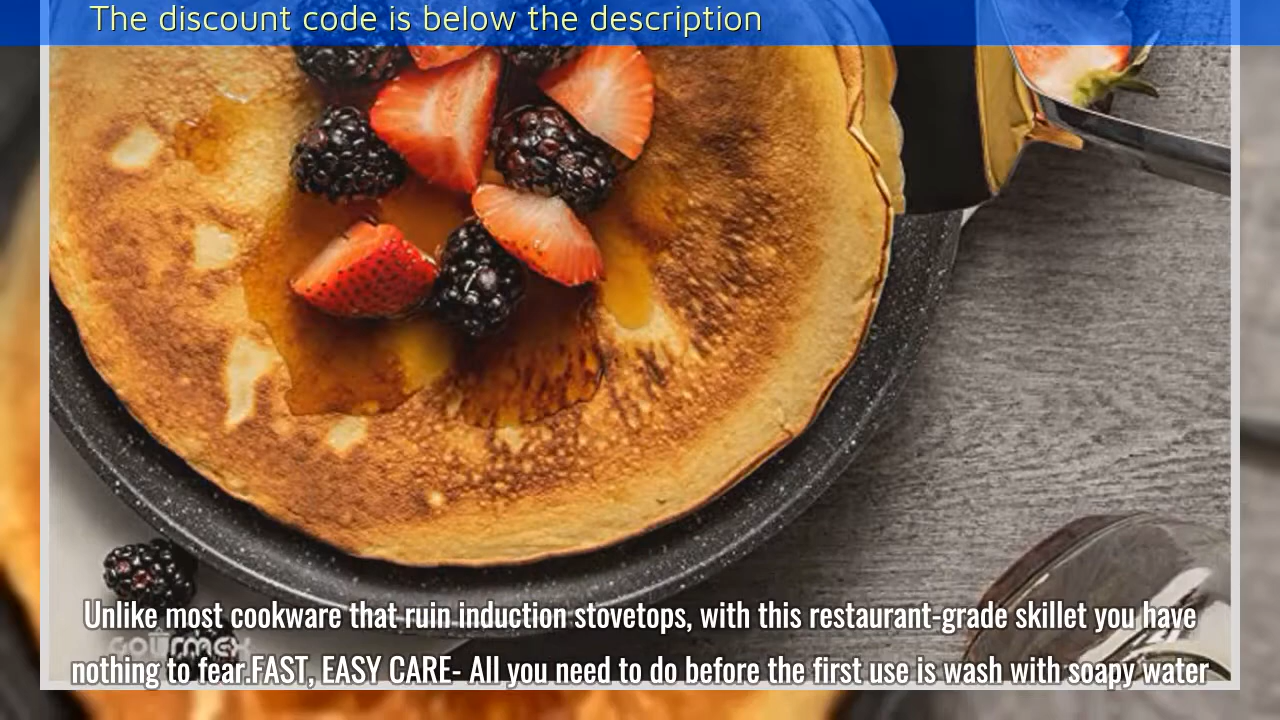 The discount code is below the description
Unlike most cookware that ruin induction stovetops, with this restaurant-grade skillet you have
GOURMEX
nothing to fear.FAST, EASY CARE- All you need to do before the first use is wash with soapy water